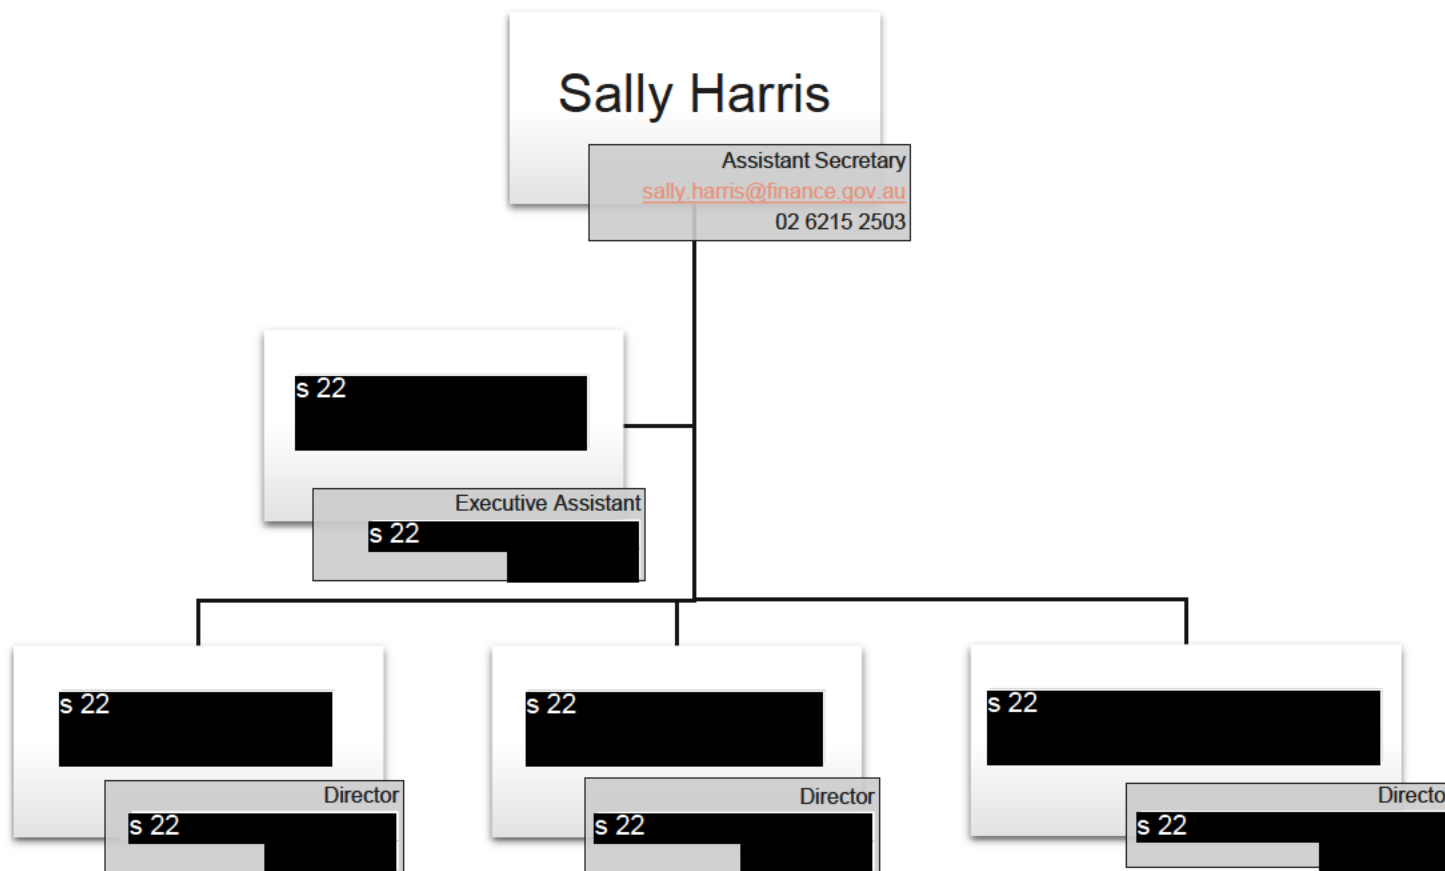 Sally Harris
Assistant Secretary
sally.harris@finance.gov.au
02 6215 2503
s 22
Executive Assistant
s 22
s 22
s 22
s 22
Director
Director
Directo
s 22
s 22
s 22